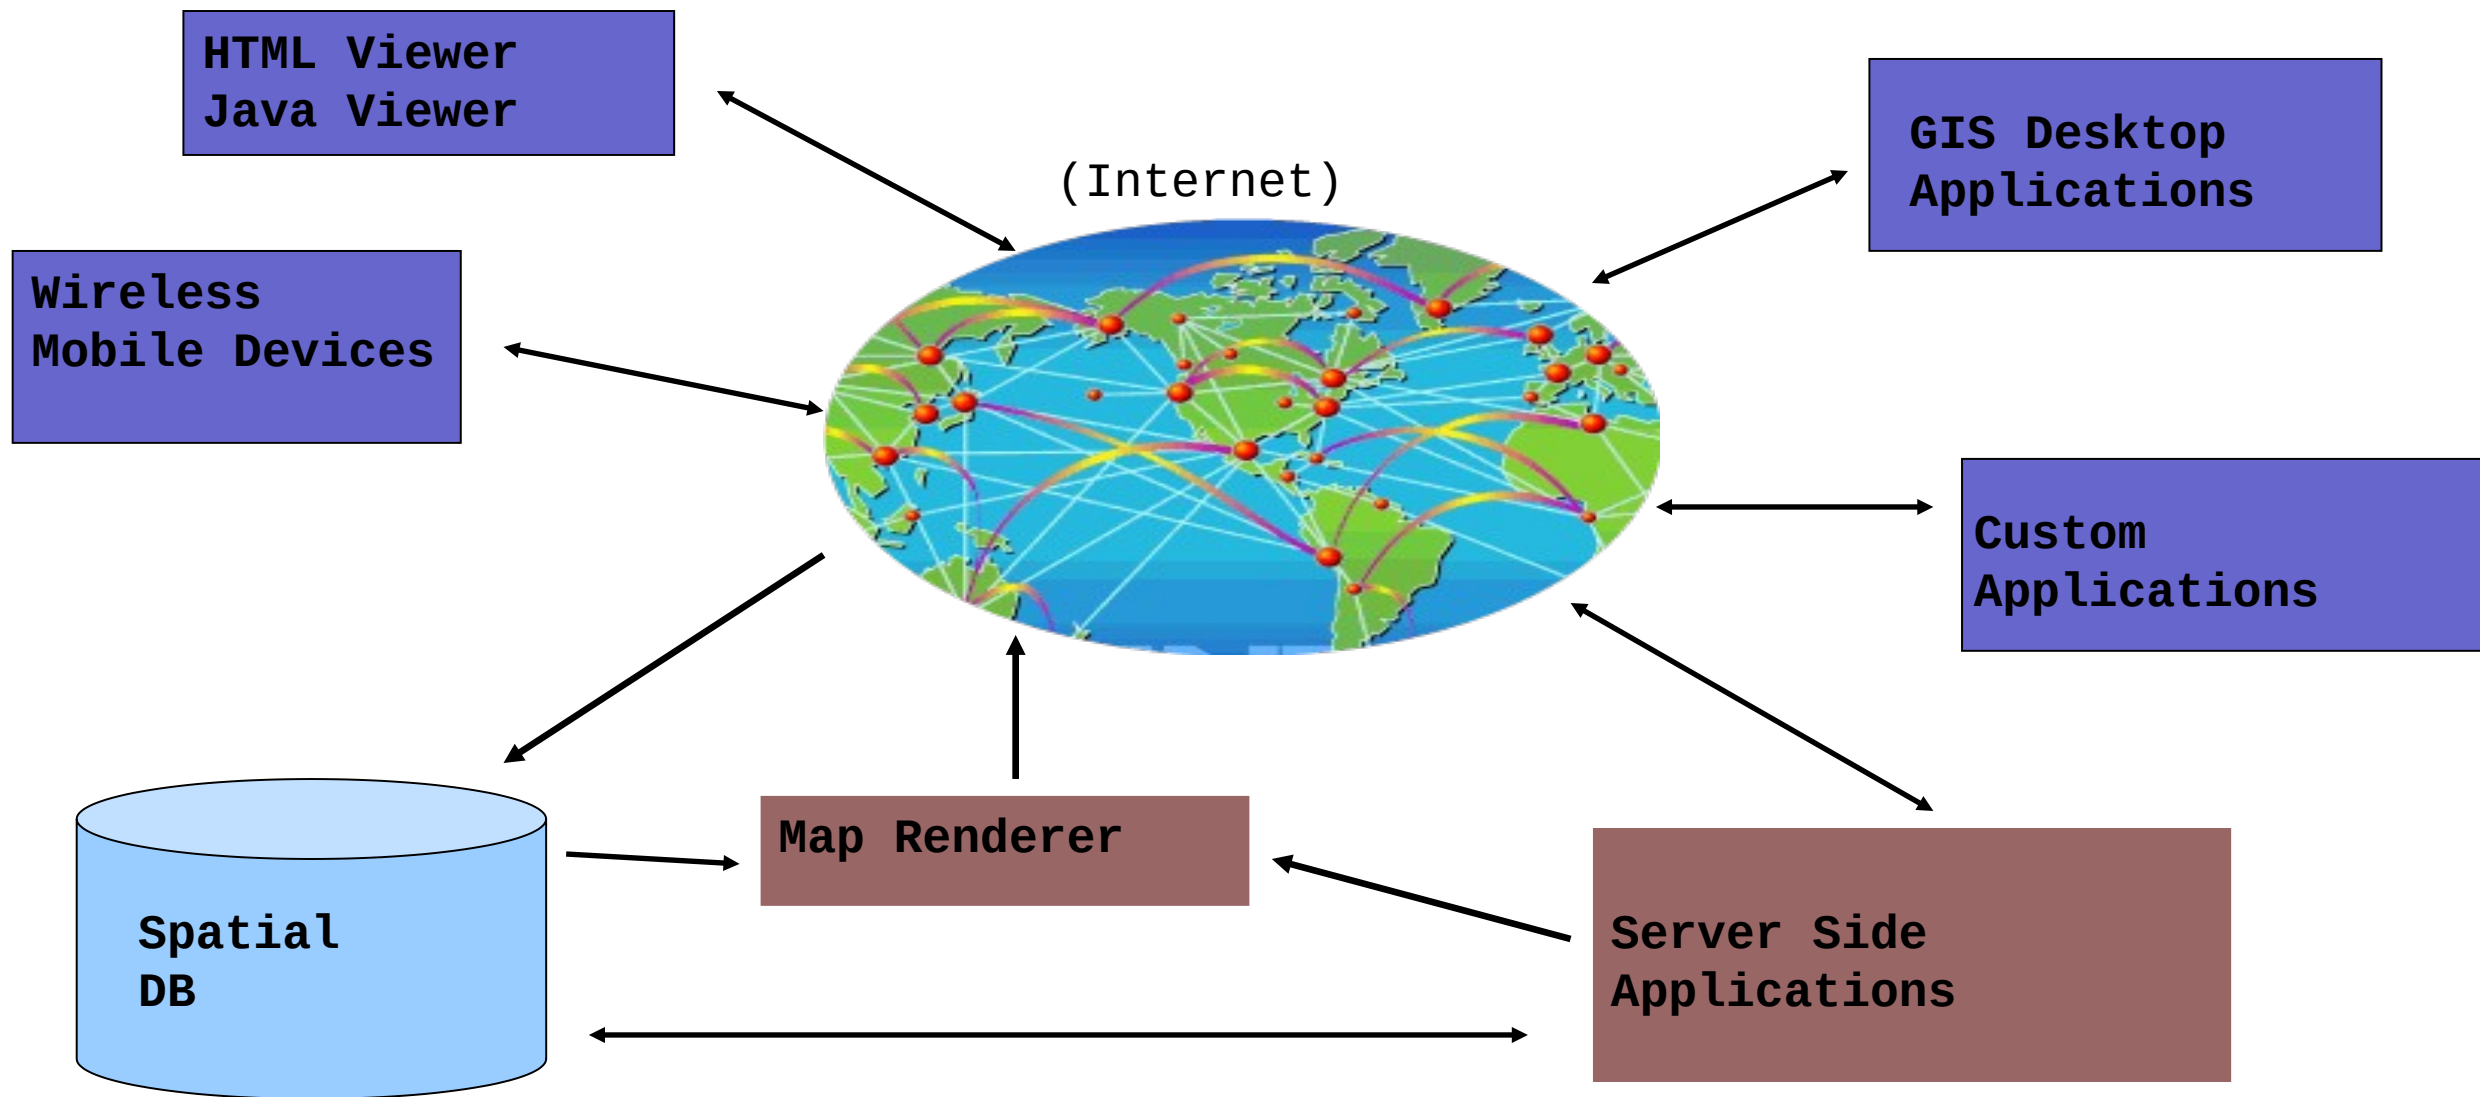 HTML Viewer
Java Viewer
(Internet)
GIS Desktop
Applications
Wireless
Mobile Devices
Custom
Applications
Map Renderer
Spatial
DB
Server Side
Applications